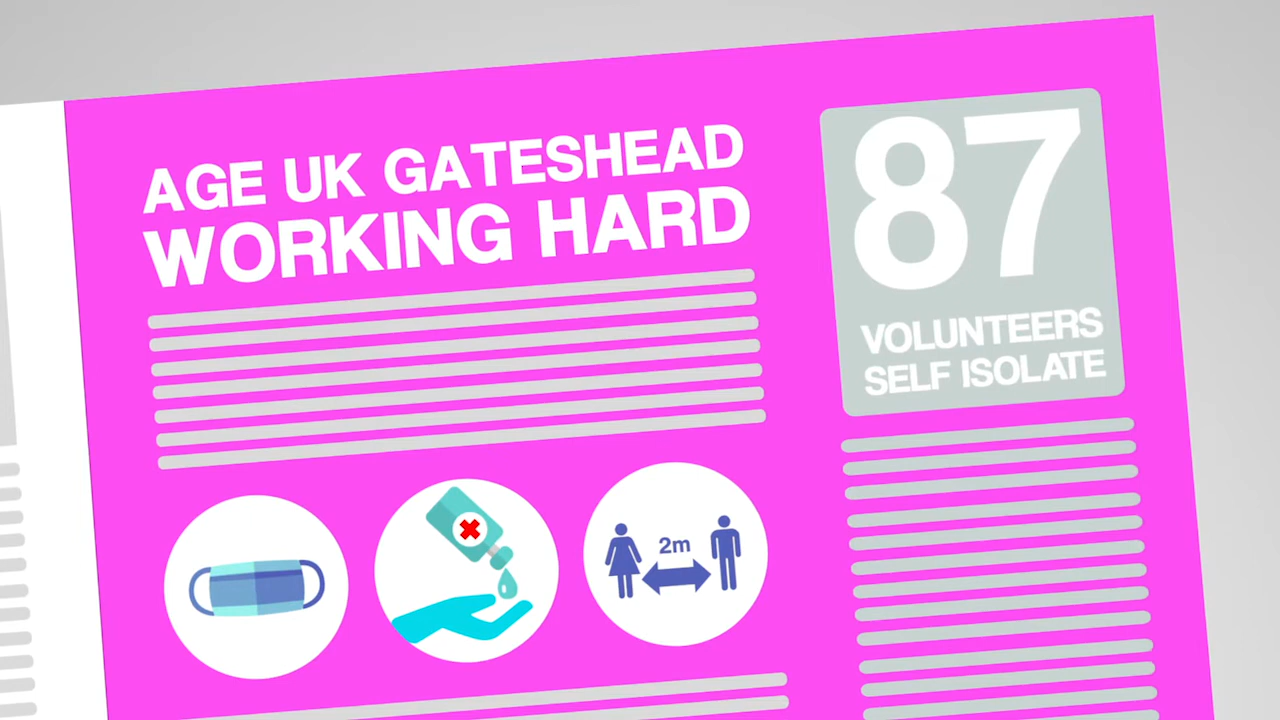 AGE UK GATESHEAD
WORKING HARD
87
VOLUNTEERS
SELF ISOLATE
2m